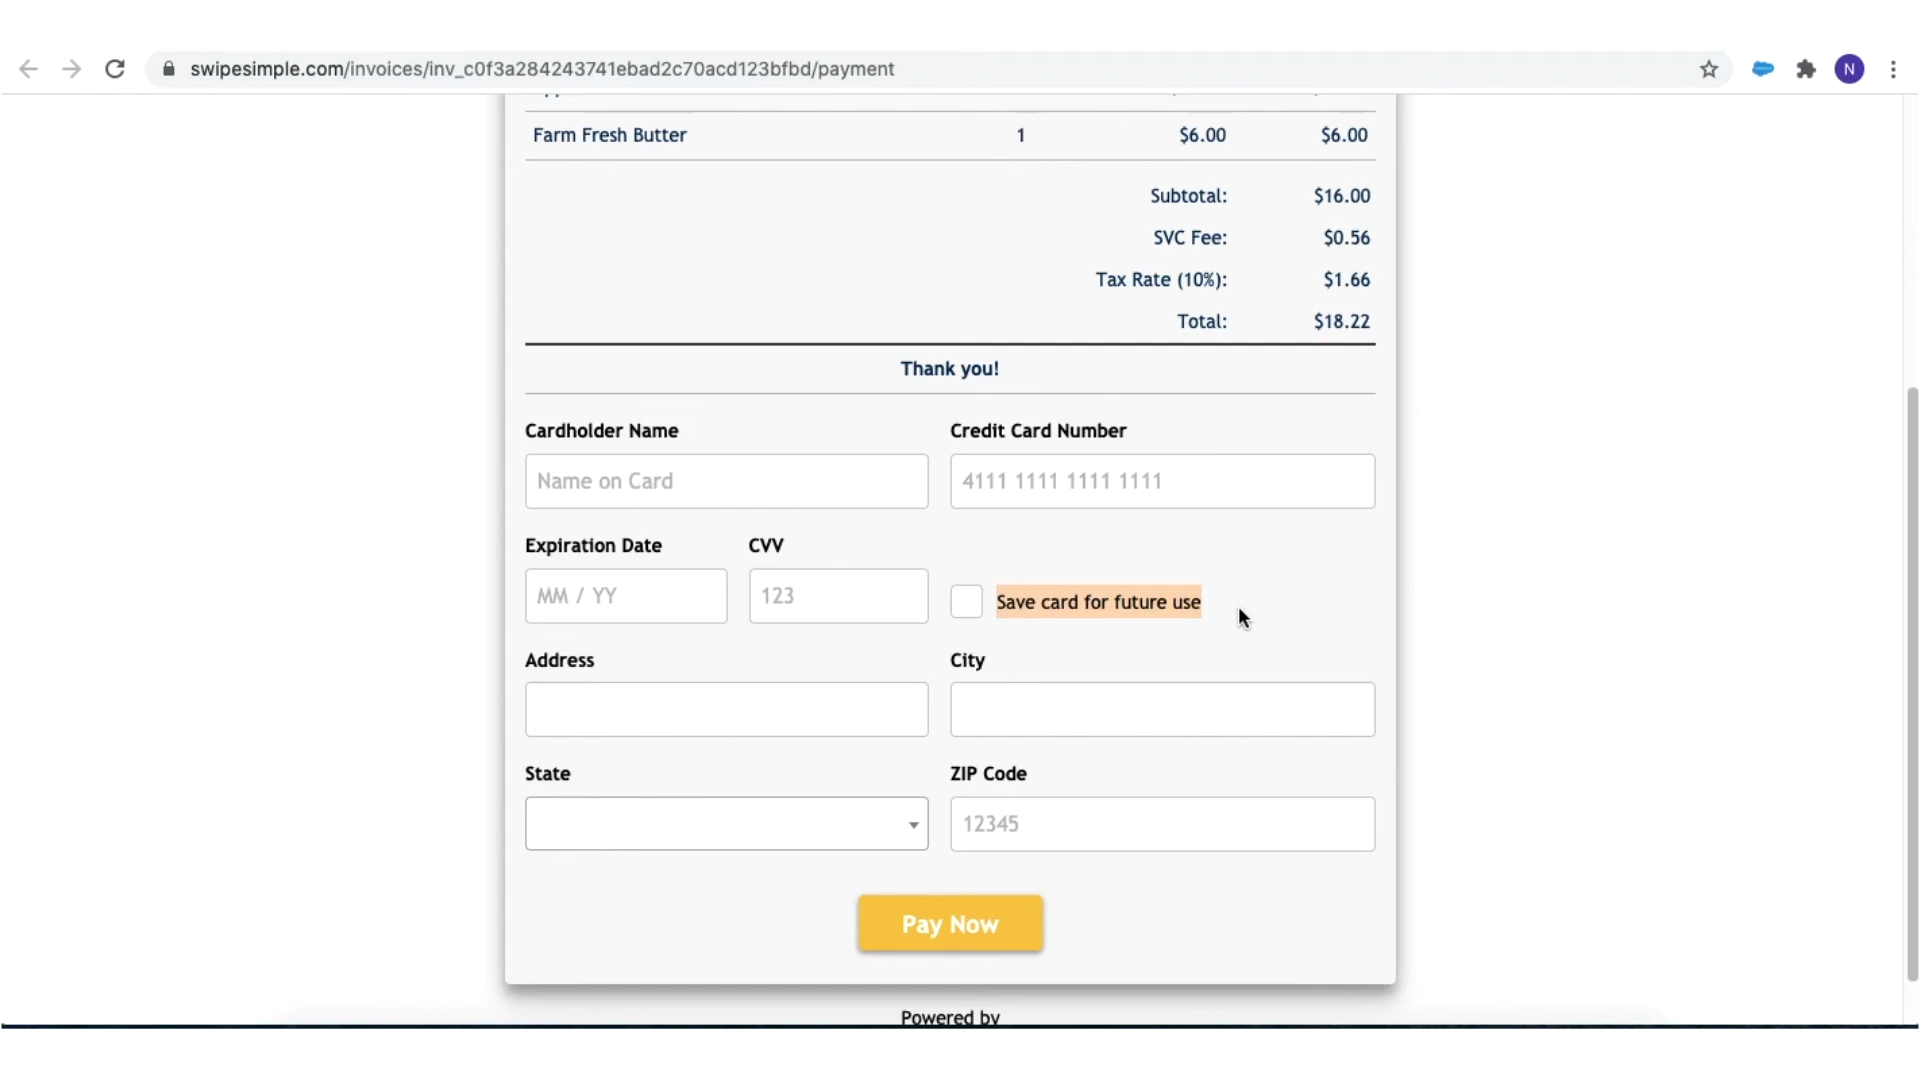 swipesimple.com/invoices/inv_c0f3a284243741ebad2c70acd123bfbd/payment
N
Farm Fresh Butter 1 $6.00 $6.00
Subtotal: $16.00
SVC Fee: $0.56
Tax Rate (10%): $1.66
Total: $18.22
Thank you!
Cardholder Name Credit Card Number
Name on Card 4111 1111 1111 1111
Expiration Date CVV
MM / YY 123 Save card for future use
Address City
State ZIP Code
12345
Pay Now
Powered by